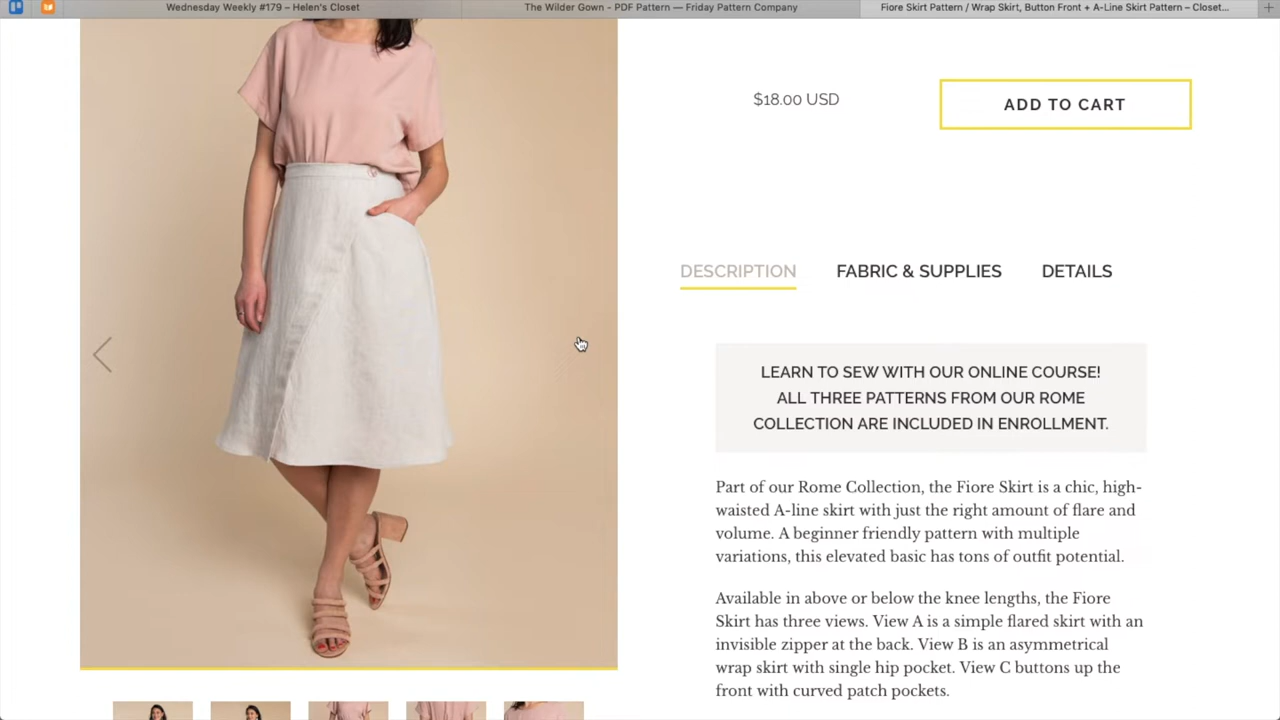 Wednesday Weekly #179 – Helen's Closet
The Wilder Gown - PDF Pattern — Friday Pattern Company
Fiore Skirt Pattern / Wrap Skirt, Button Front + A-Line Skirt Pattern – Closet...
$18.00 USD
ADD TO CART
DESCRIPTION
FABRIC & SUPPLIES
DETAILS
LEARN TO SEW WITH OUR ONLINE COURSE!
ALL THREE PATTERNS FROM OUR ROME
COLLECTION ARE INCLUDED IN ENROLLMENT.
Part of our Rome Collection, the Fiore Skirt is a chic, high-
waisted A-line skirt with just the right amount of flare and
volume. A beginner friendly pattern with multiple
variations, this elevated basic has tons of outfit potential.
Available in above or below the knee lengths, the Fiore
Skirt has three views. View A is a simple flared skirt with an
invisible zipper at the back. View B is an asymmetrical
wrap skirt with single hip pocket. View C buttons up the
front with curved patch pockets.